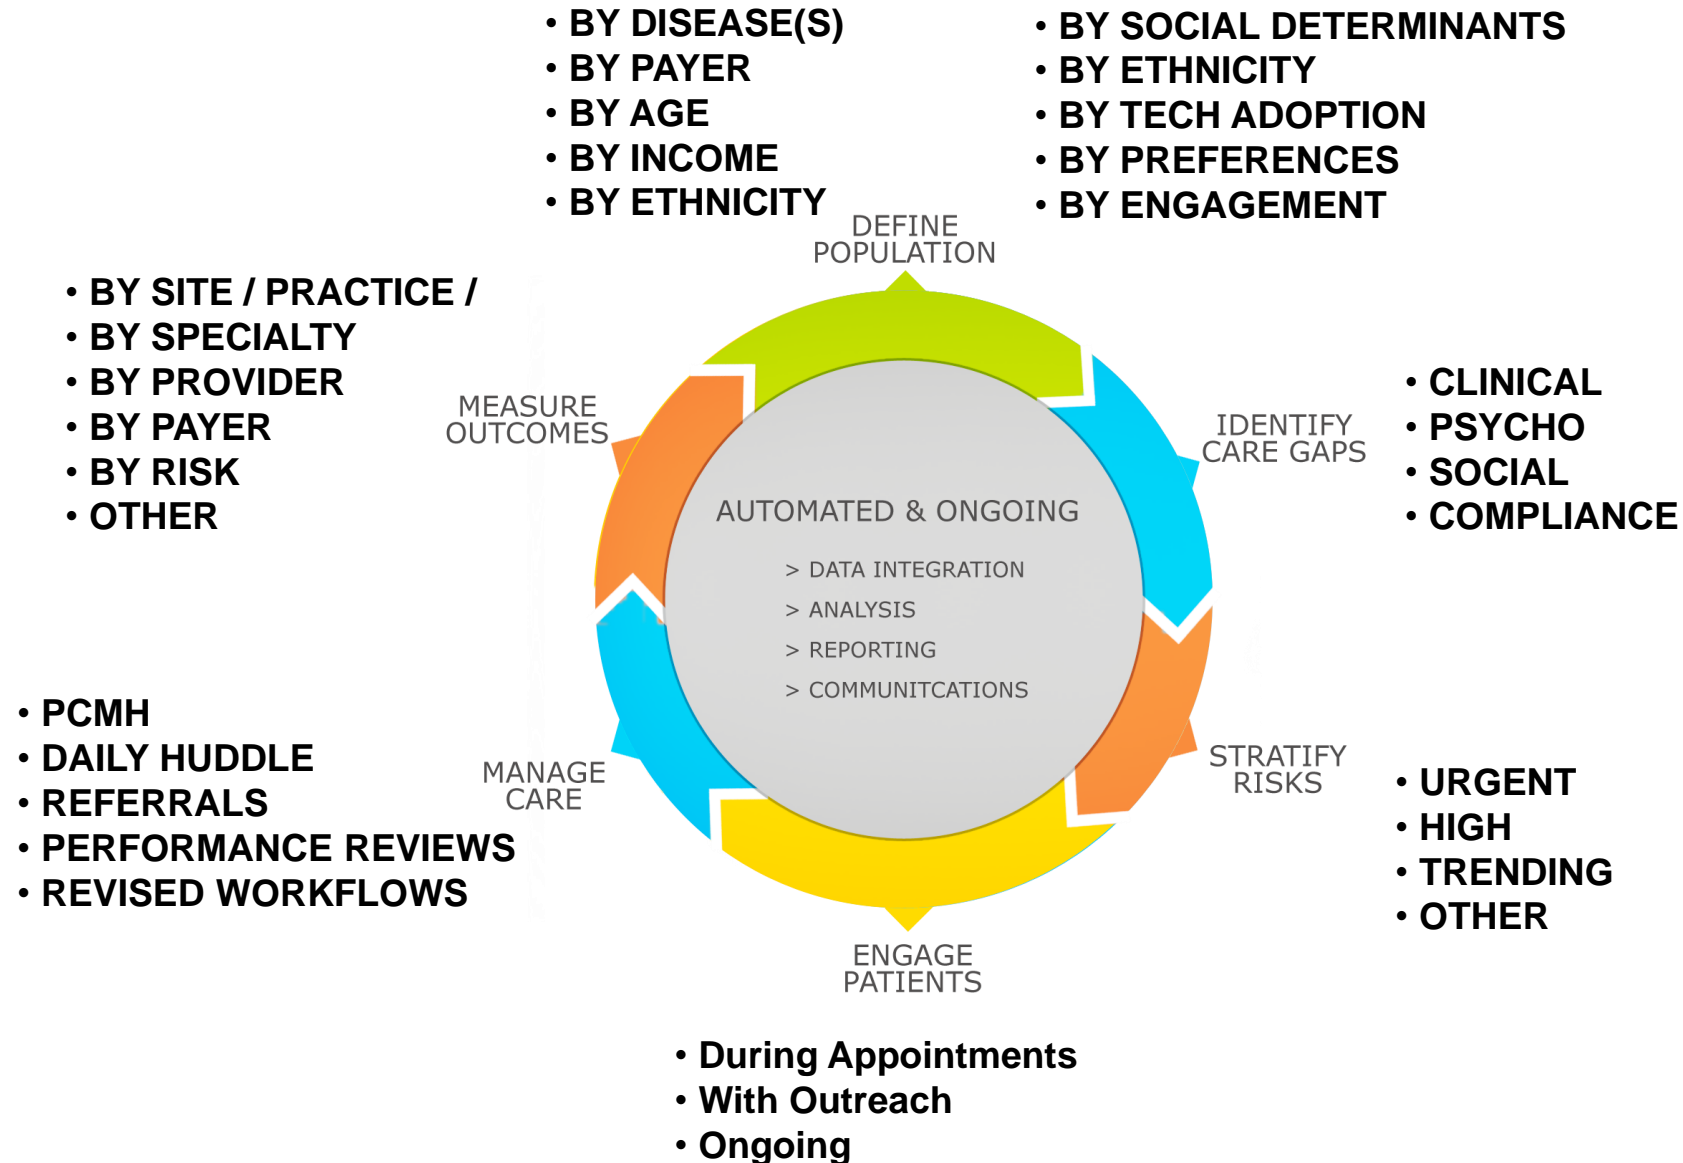 • BY DISEASE(S)
• BY PAYER
• BY AGE
• BY INCOME
• BY ETHNICITY
• BY SOCIAL DETERMINANTS
• BY ETHNICITY
• BY TECH ADOPTION
• BY PREFERENCES
• BY ENGAGEMENT
DEFINE
POPULATION
• BY SITE / PRACTICE /
• BY SPECIALTY
• BY PROVIDER
• BY PAYER
• BY RISK
• OTHER
MEASURE
OUTCOMES
IDENTIFY
CARE GAPS
• CLINICAL
• PSYCHO
• SOCIAL
• COMPLIANCE
AUTOMATED & ONGOING
> DATA INTEGRATION
> ANALYSIS
> REPORTING
> COMMUNITCATIONS
• PCMH
• DAILY HUDDLE
• REFERRALS
• PERFORMANCE REVIEWS
• REVISED WORKFLOWS
MANAGE
CARE
STRATIFY
RISKS
• URGENT
• HIGH
• TRENDING
• OTHER
ENGAGE
PATIENTS
• During Appointments
• With Outreach
• Ongoing